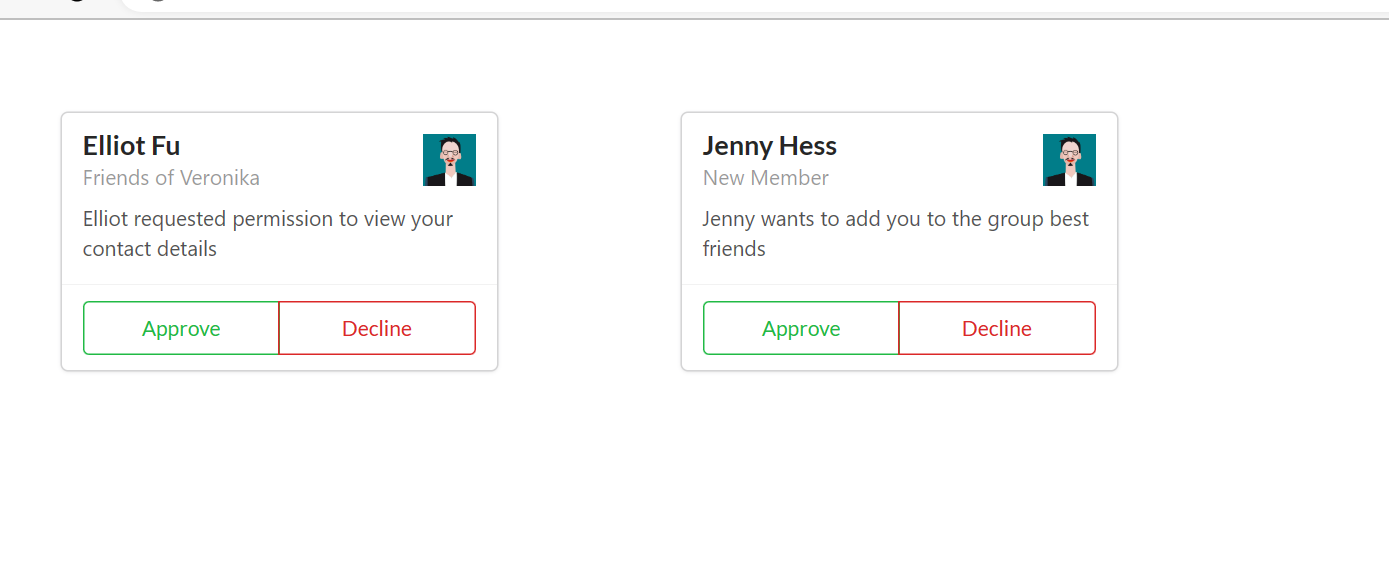 Elliot Fu
Friends of Veronika
Elliot requested permission to view your
contact details
Approve
Decline
Jenny Hess
New Member
Jenny wants to add you to the group best
friends
Approve
Decline